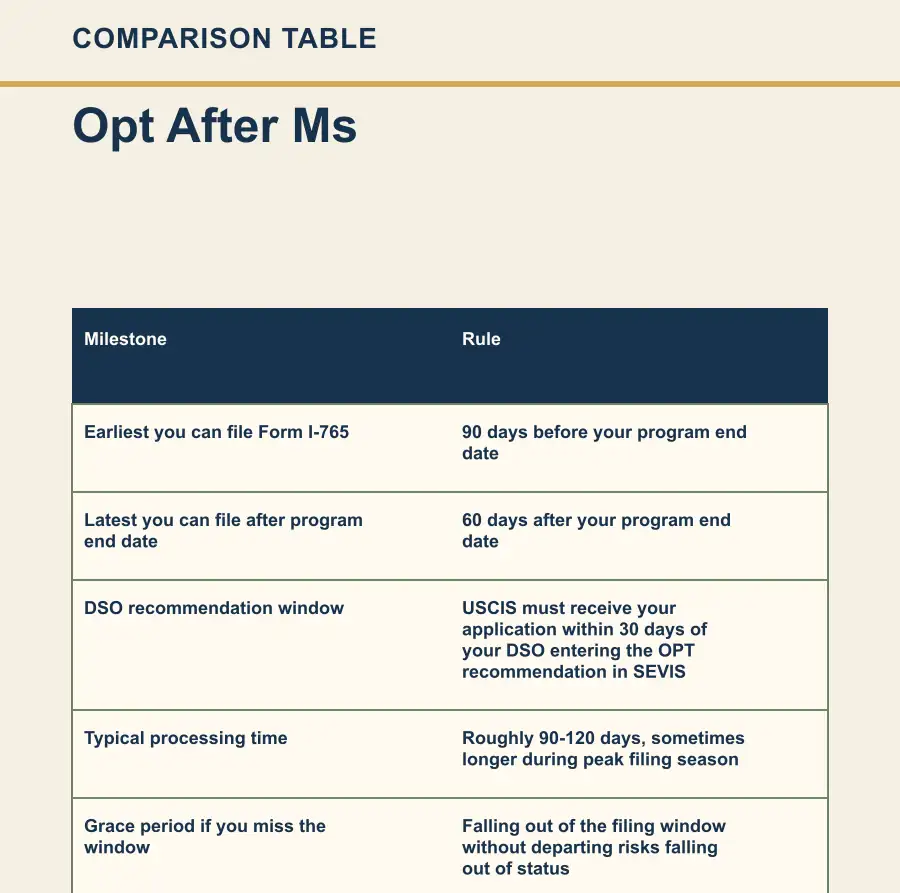 COMPARISON TABLE
Opt After Ms
Milestone
Rule
Earliest you can file Form I-765
90 days before your program end
date
Latest you can file after program
end date
60 days after your program end
date
DSO recommendation window
USCIS must receive your
application within 30 days of
your DSO entering the OPT
recommendation in SEVIS
Typical processing time
Roughly 90-120 days, sometimes
longer during peak filing season
Grace period if you miss the
window
Falling out of the filing window
without departing risks falling
out of status